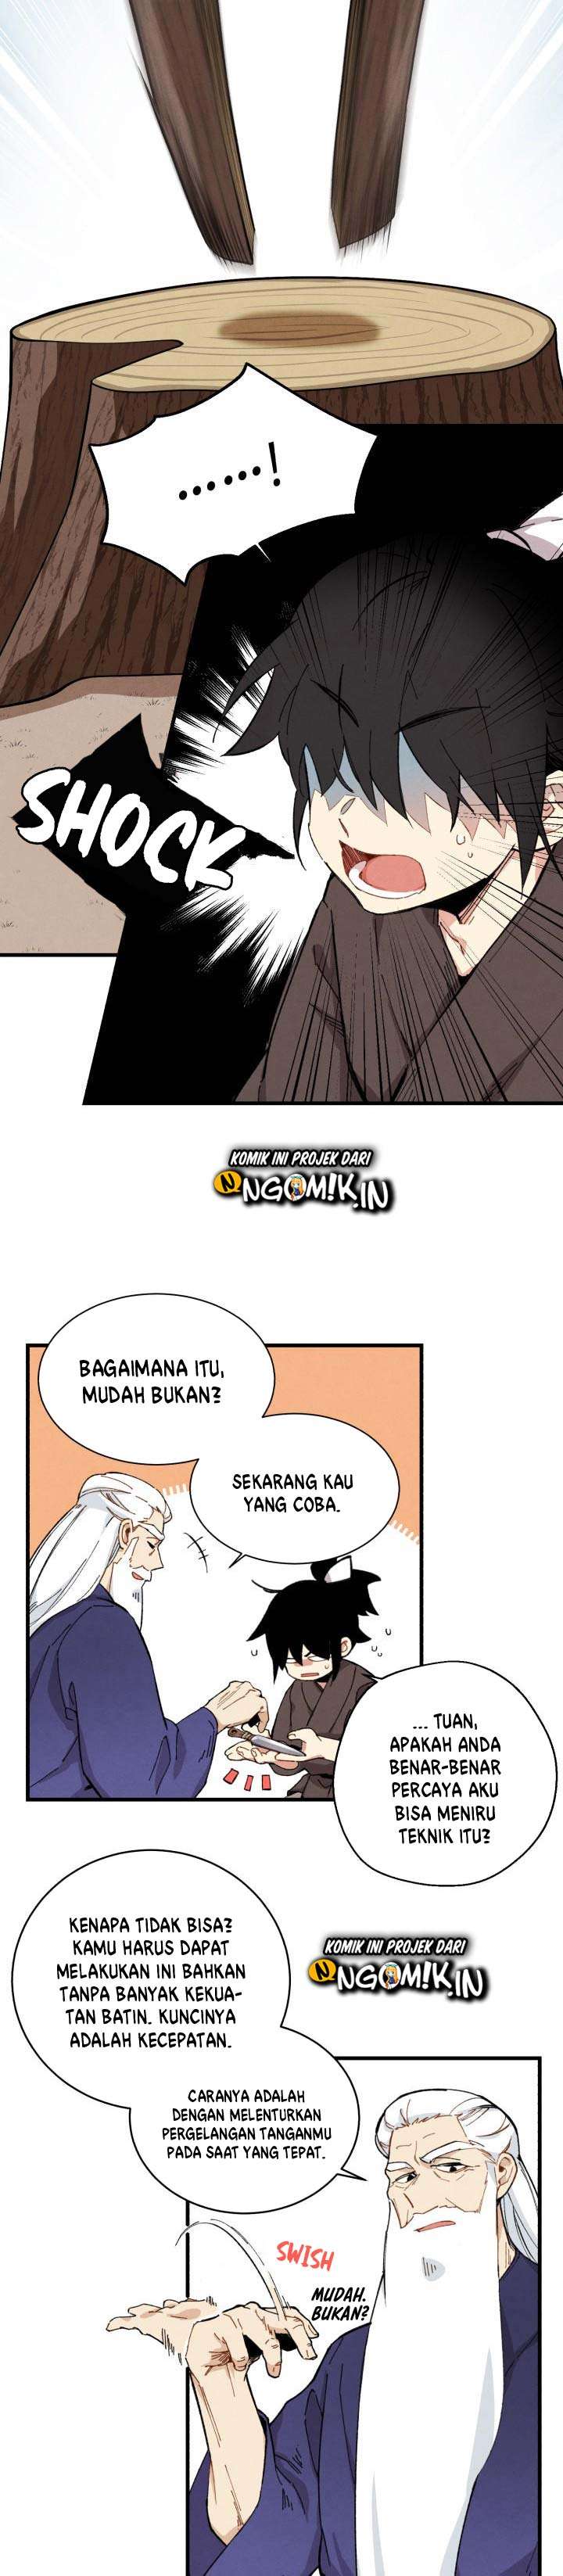 ......!
SHOCK
KOMIK INI PROJEK DARI
NGOMIK.IN
BAGAIMANA ITU,
MUDAH BUKAN?
SEKARANG KAU
YANG COBA.
... TUAN,
APAKAH ANDA
BENAR-BENAR
PERCAYA AKU
BISA MENIRU
TEKNIK ITU?
KENAPA TIDAK BISA?
KAMU HARUS DAPAT
MELAKUKAN INI BAHKAN
TANPA BANYAK KEKUA-
TAN BATIN. KUNCINYA
ADALAH KECEPATAN.
KOMIK INI PROJEK DARI
NGOMIK.IN
CARANYA ADALAH
DENGAN MELENTURKAN
PERGELANGAN TANGANMU
PADA SAAT YANG TEPAT.
SWISH
MUDAH.
BUKAN?